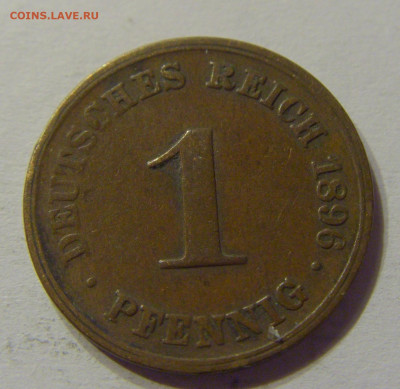 COINS.LAVE.RU
DEUTSCHES REICH 1896
1
PFENNIG